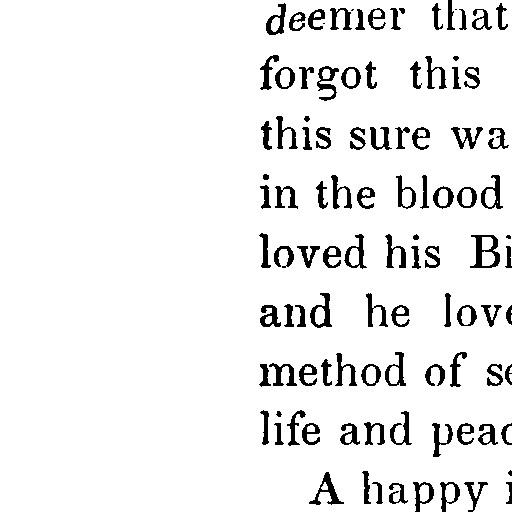 deemer that
forgot this
this sure wa
in the blood
loved his Bi
and he love
method of se
life and peac
A happy i